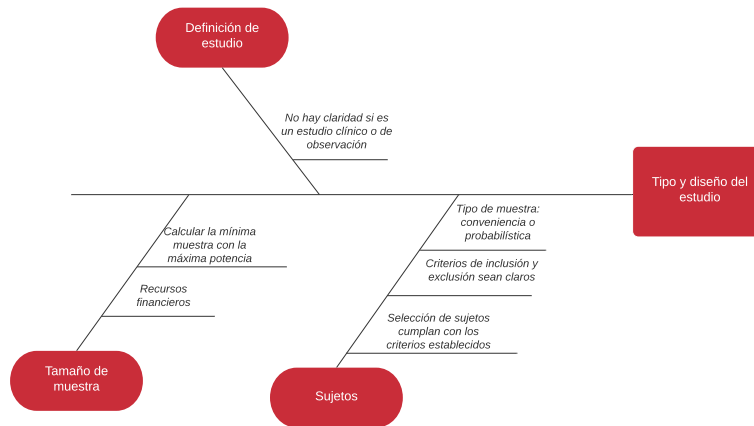 Definición de
estudio
No hay claridad si es
un estudio clínico o de
observación
Tipo y diseño del
estudio
Tipo de muestra:
conveniencia o
probabilística
Calcular la mínima
muestra con la
máxima potencia
Criterios de inclusión y
exclusión sean claros
Recursos
financieros
Selección de sujetos
cumplan con los
criterios establecidos
Tamaño de
muestra
Sujetos